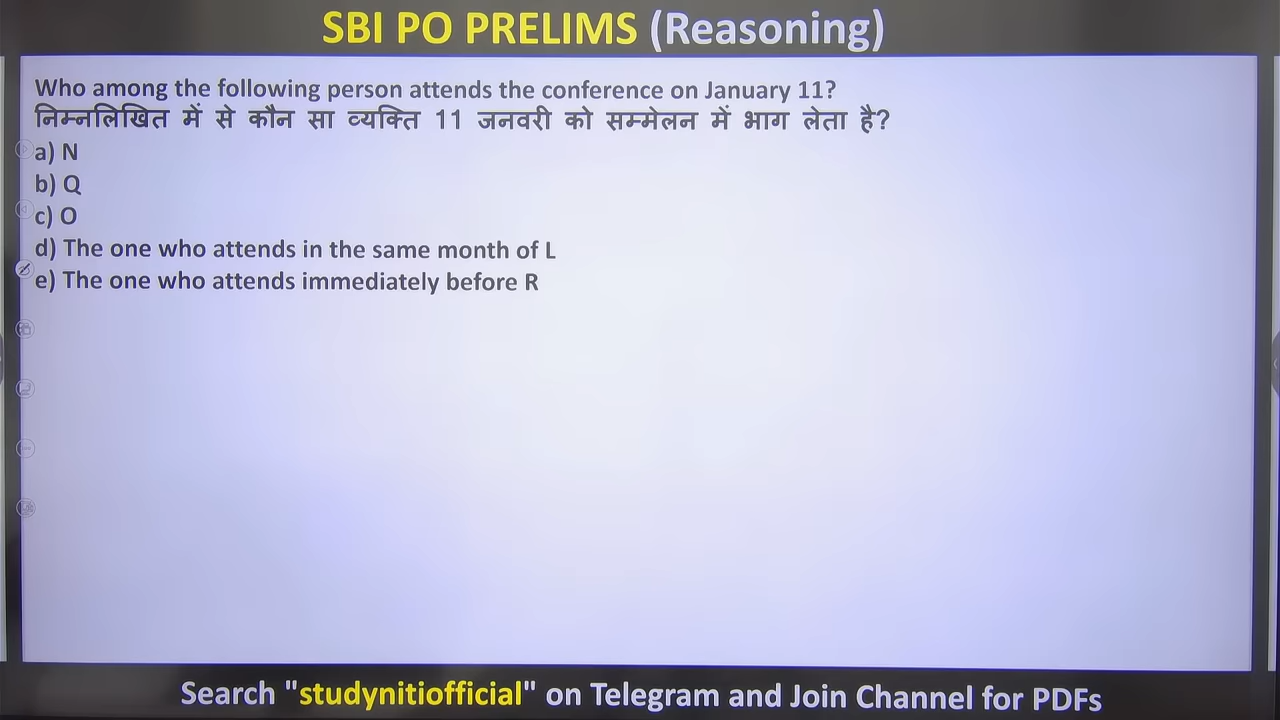 SBI PO PRELIMS (Reasoning)
Who among the following person attends the conference on January 11?
निम्नलिखित में से कौन सा व्यक्ति 11 जनवरी को सम्मेलन में भाग लेता है?
a) N
b) Q
c) O
d) The one who attends in the same month of L
e) The one who attends immediately before R
Search "studynitiofficial" on Telegram and Join Channel for PDFs